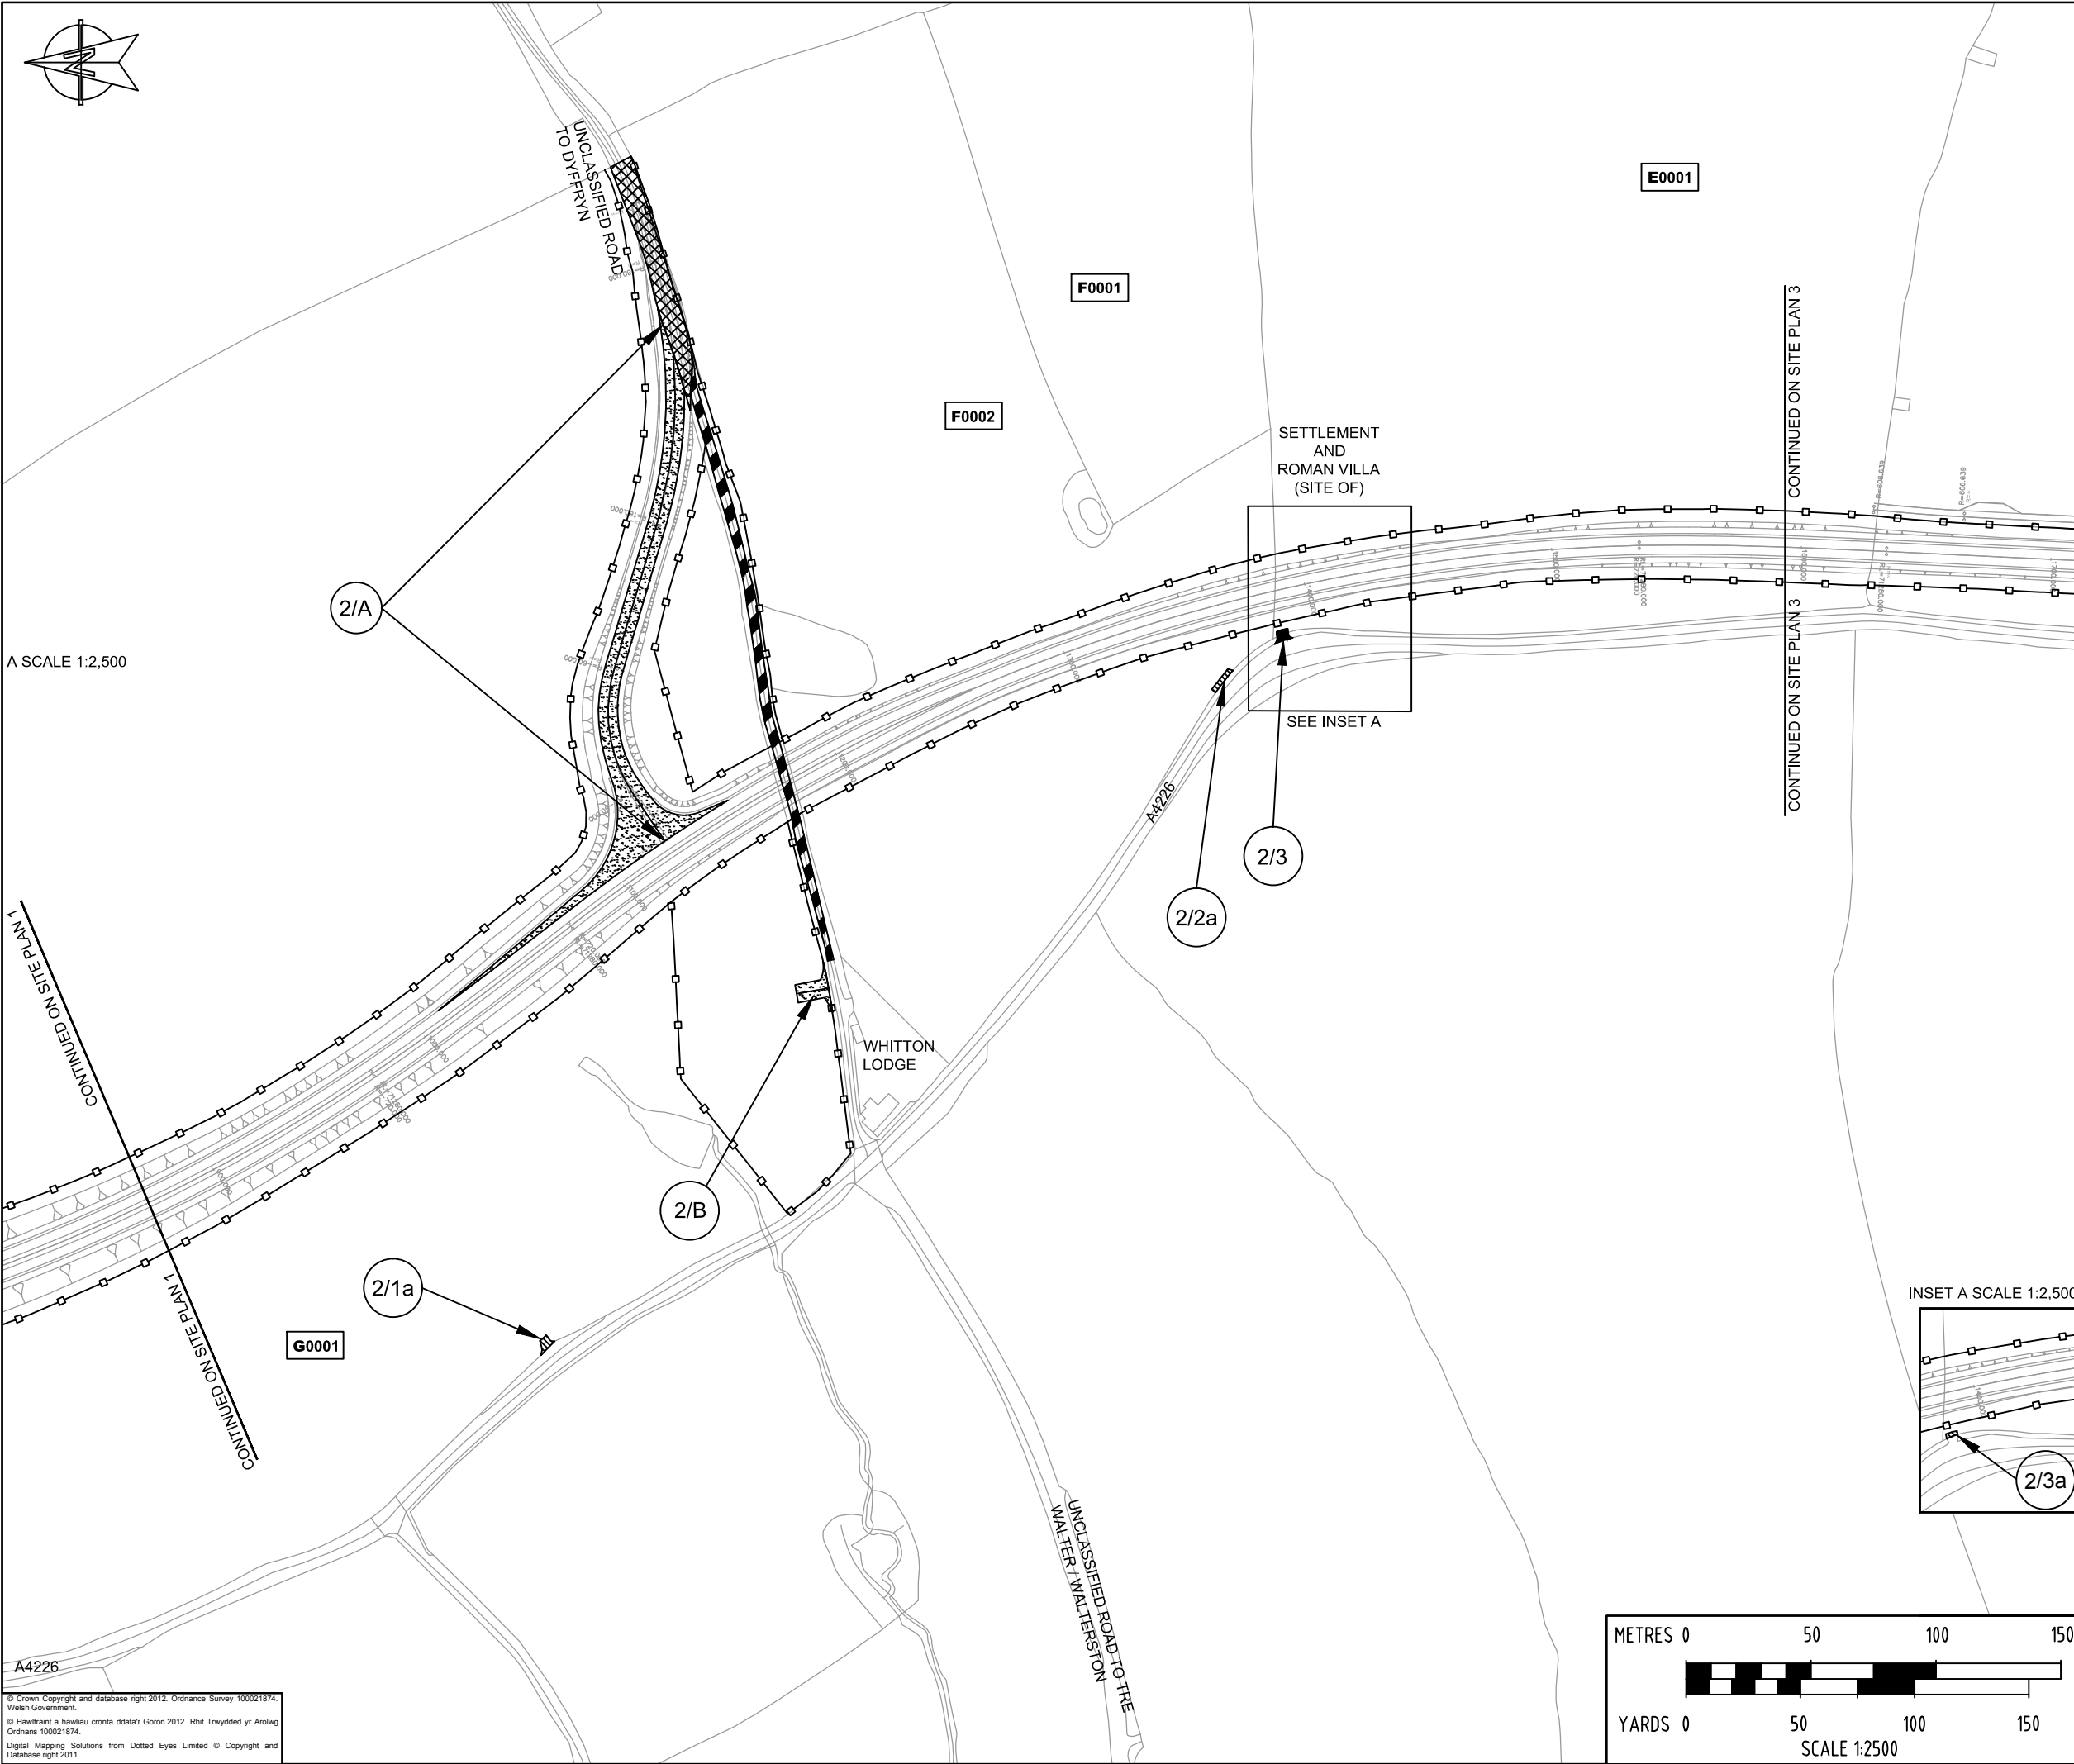 UNCLASSIFIED ROAD
TO DYFFRYN
E0001
F0001
F0002
SETTLEMENT
AND
ROMAN VILLA
(SITE OF)
CONTINUED ON SITE PLAN 3
CONTINUED ON SITE PLAN 3
R=606.639
R=606.639
2/A
A SCALE 1:2,500
SEE INSET A
A4226
2/3
2/2a
CONTINUED ON SITE PLAN 1
CONTINUED ON SITE PLAN 1
WHITTON
LODGE
2/B
2/1a
G0001
INSET A SCALE 1:2,500
2/3a
UNCLASSIFIED ROAD TO TRE
WALTER / WALTERSTON
A4226
© Crown Copyright and database right 2012. Ordnance Survey 100021874.
Welsh Government.
© Hawlfraint a hawliau cronfa ddata'r Goron 2012. Rhif Trwydded yr Arolwg
Ordnans 100021874.
Digital Mapping Solutions from Dotted Eyes Limited © Copyright and
Database right 2011
METRES 0 50 100 150
YARDS 0 50 100 150
SCALE 1:2500